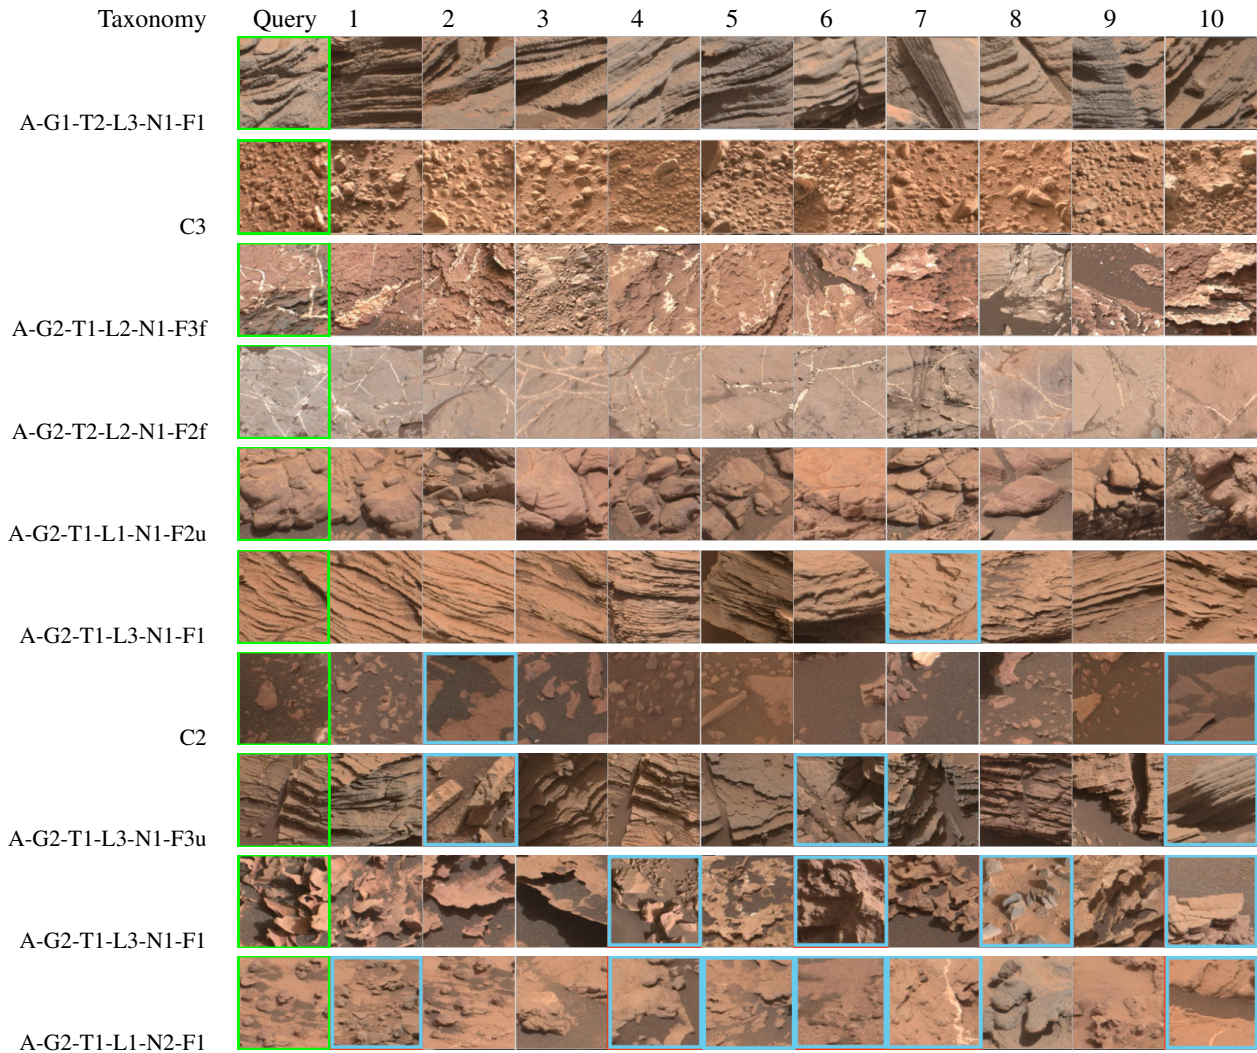 Taxonomy Query 1 2 3 4 5 6 7 8 9 10
A-G1-T2-L3-N1-F1
C3
A-G2-T1-L2-N1-F3f
A-G2-T2-L2-N1-F2f
A-G2-T1-L1-N1-F2u
A-G2-T1-L3-N1-F1
C2
A-G2-T1-L3-N1-F3u
A-G2-T1-L3-N1-F1
A-G2-T1-L1-N2-F1